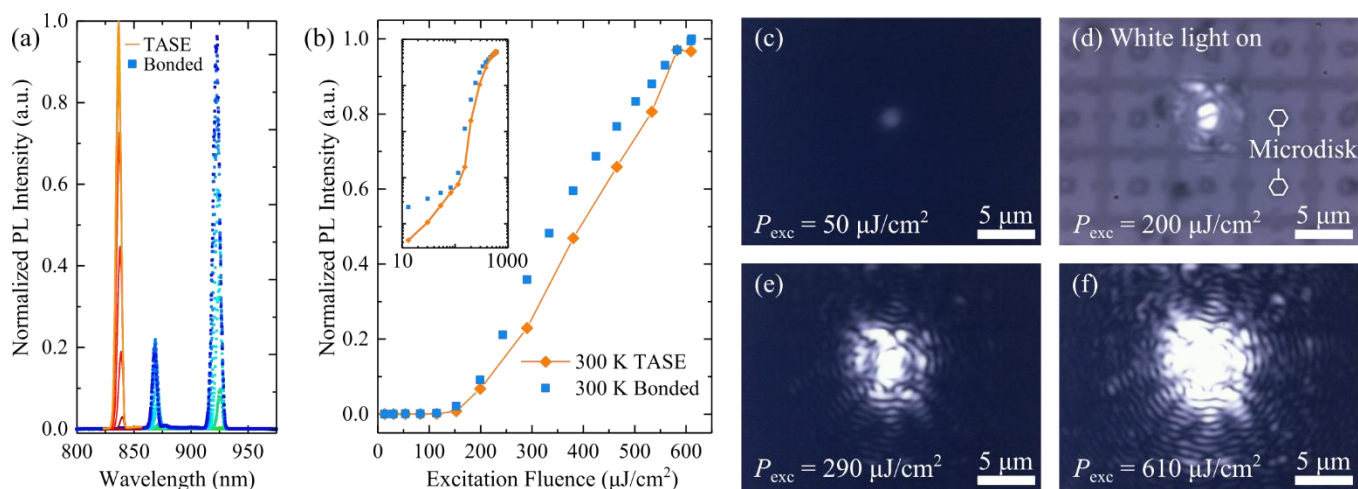 (a)
1.0
0.8
0.6
0.4
0.2
0.0
Normalized PL Intensity (a.u.)
TASE
Bonded
800 850 900 950
Wavelength (nm)
(b)
1.0
0.8
0.6
0.4
0.2
0.0
Normalized PL Intensity (a.u.)
10 1000
300 K TASE
300 K Bonded
0 100 200 300 400 500 600
Excitation Fluence (µJ/cm²)
(c)
Pexc = 50 µJ/cm²
5 µm
(d) White light on
Microdisk
Pexc = 200 µJ/cm²
5 µm
(e)
Pexc = 290 µJ/cm²
5 µm
(f)
Pexc = 610 µJ/cm²
5 µm